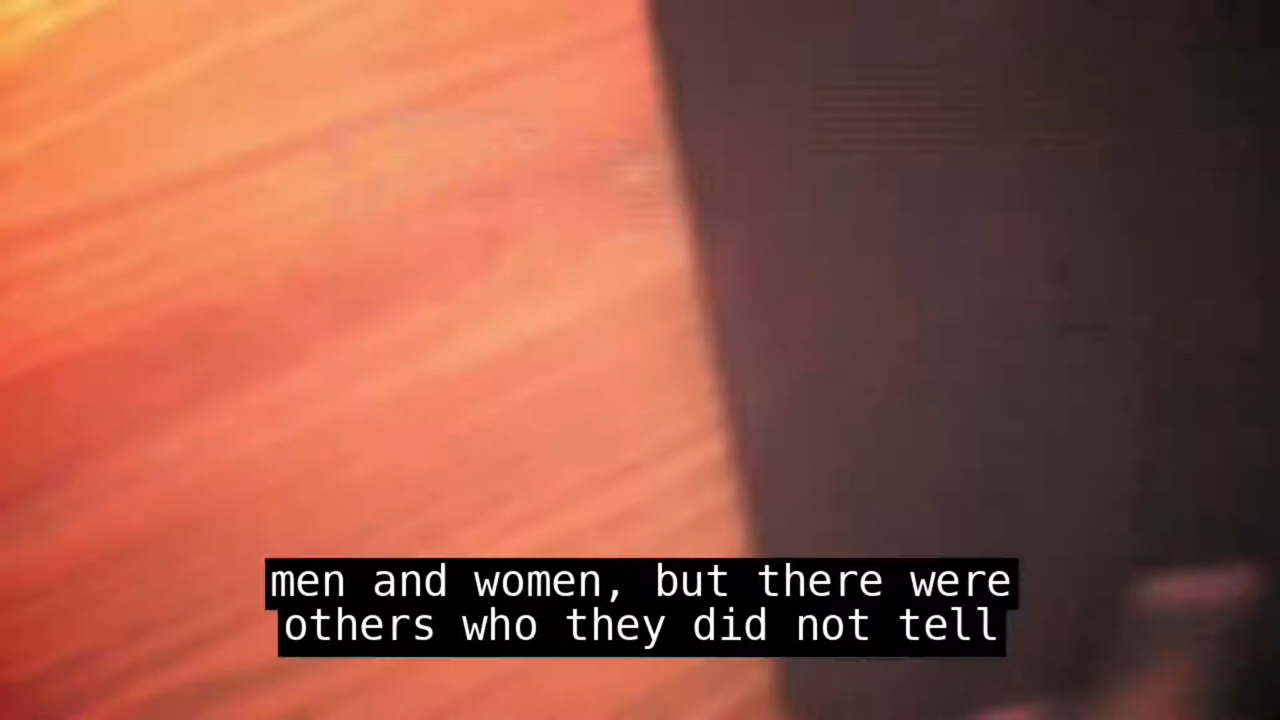 men and women, but there were
others who they did not tell